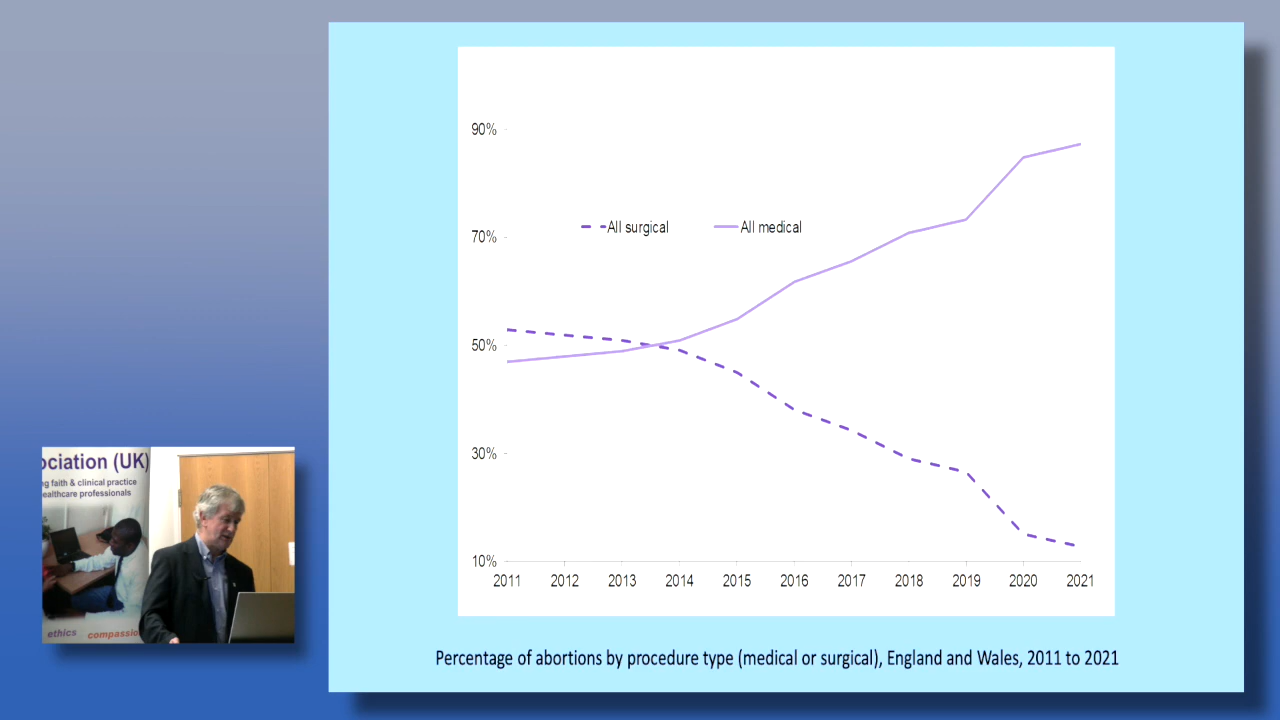 90%
70%
50%
30%
10%
All surgical
All medical
2011 2012 2013 2014 2015 2016 2017 2018 2019 2020 2021
Percentage of abortions by procedure type (medical or surgical), England and Wales, 2011 to 2021
ociation (UK)
ng faith & clinical practice
ealthcare professionals
ethics compassio